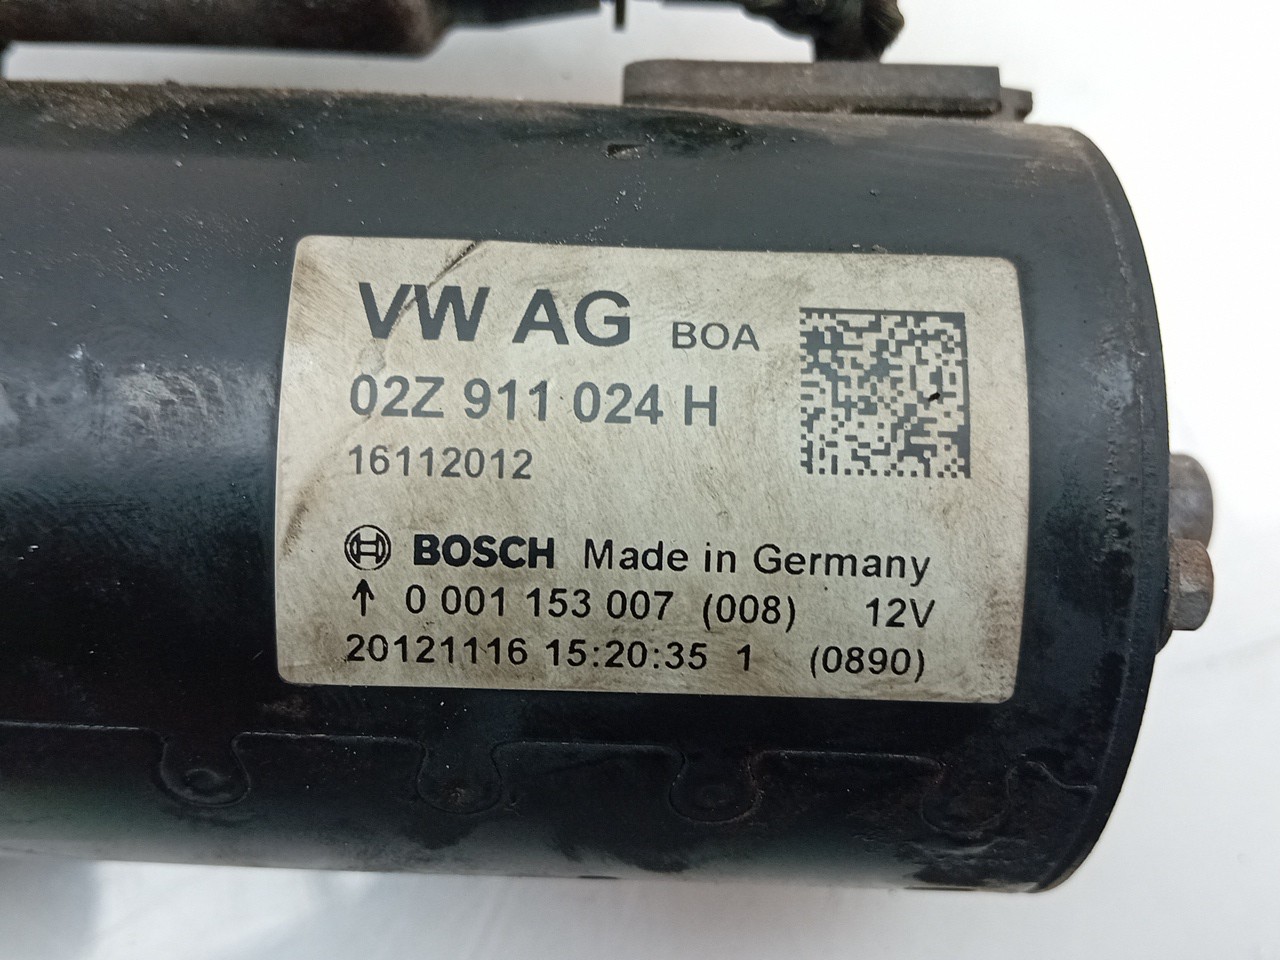 VW AG BOA
02Z 911 024 H
16112012
BOSCH Made in Germany
↑ 0 001 153 007 (008) 12V
20121116 15:20:35 1 (0890)